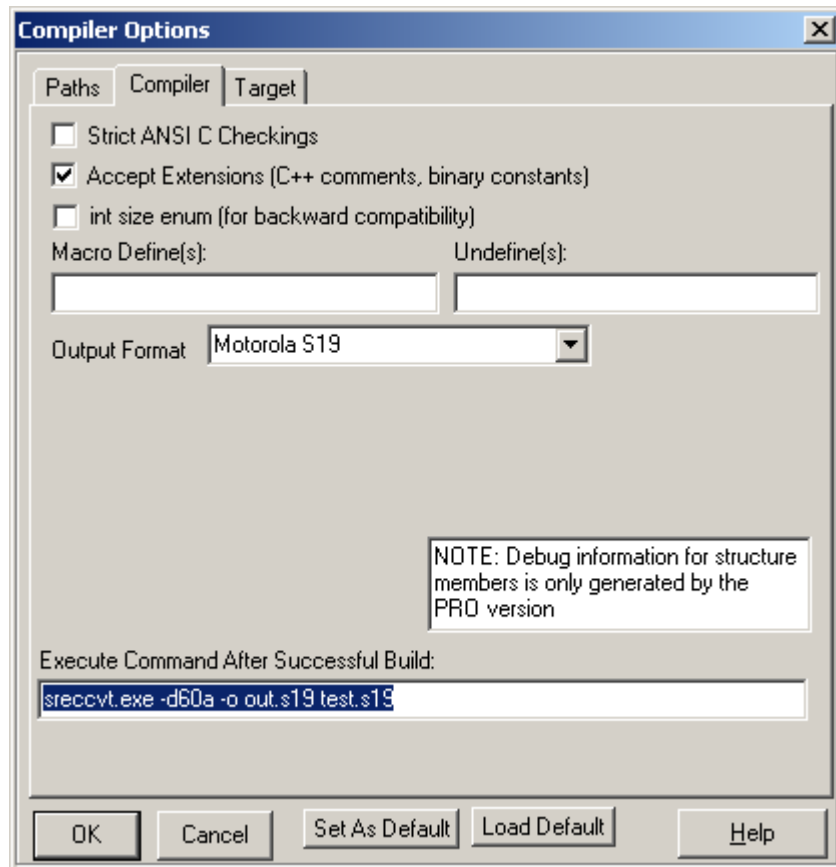 Compiler Options
Paths Compiler Target
Strict ANSI C Checkings
Accept Extensions (C++ comments, binary constants)
int size enum (for backward compatibility)
Macro Define(s): Undefine(s):
Output Format Motorola S19
NOTE: Debug information for structure
members is only generated by the
PRO version
Execute Command After Successful Build:
sreccvt.exe -d60a -o out.s19 test.s19
OK Cancel Set As Default Load Default Help